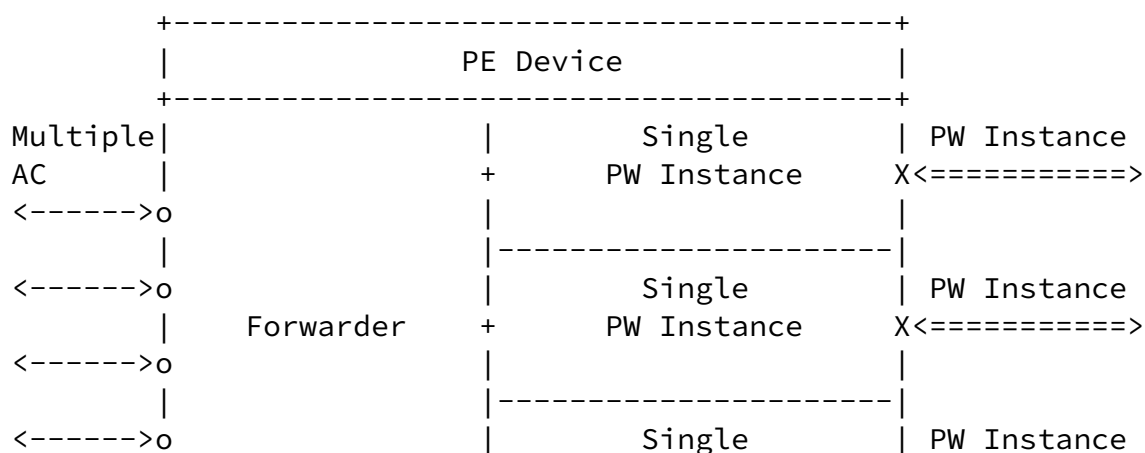 +----------------------------------------+
|                PE Device               |
+----------------------------------------+
Multiple|                 |        Single         | PW Instance
AC      |                 +      PW Instance     X<===========>
<------>o                 |                       |
|                 |----------------------|
<------>o                 |        Single         | PW Instance
|    Forwarder    +      PW Instance     X<===========>
<------>o                 |                       |
|                 |----------------------|
<------>o                 |        Single         | PW Instance